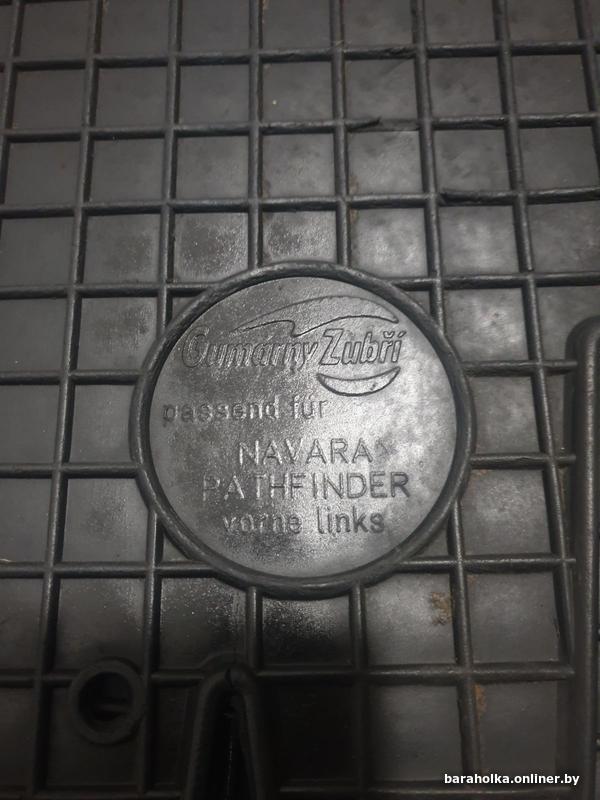 Gumárny Zubří
passend für
NAVARA
PATHFINDER
vorne links
baraholka.onliner.by